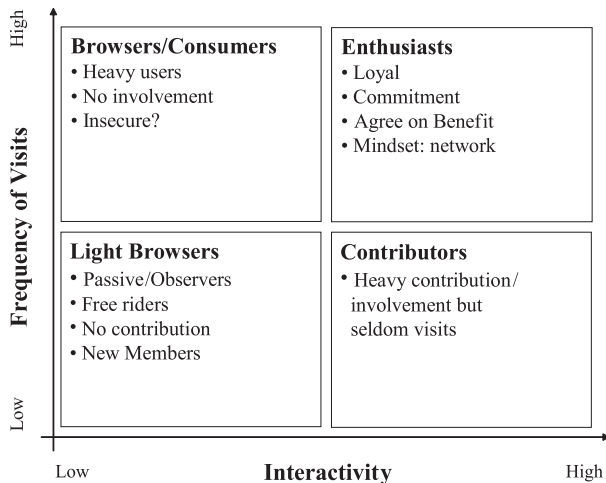 High
Frequency of Visits
Low
Browsers/Consumers
• Heavy users
• No involvement
• Insecure?
Enthusiasts
• Loyal
• Commitment
• Agree on Benefit
• Mindset: network
Light Browsers
• Passive/Observers
• Free riders
• No contribution
• New Members
Contributors
• Heavy contribution/
involvement but
seldom visits
Low
Interactivity
High